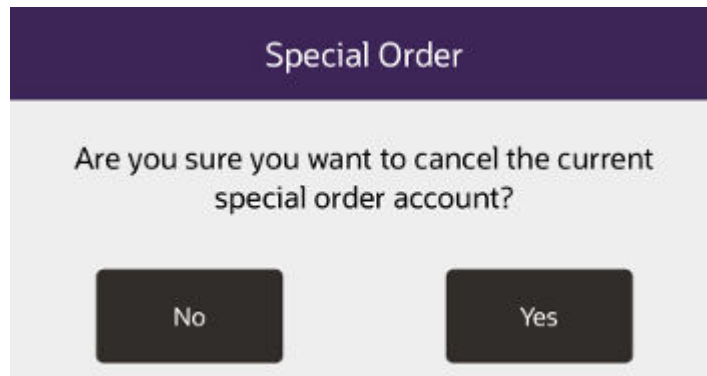 Special Order
Are you sure you want to cancel the current
special order account?
No
Yes